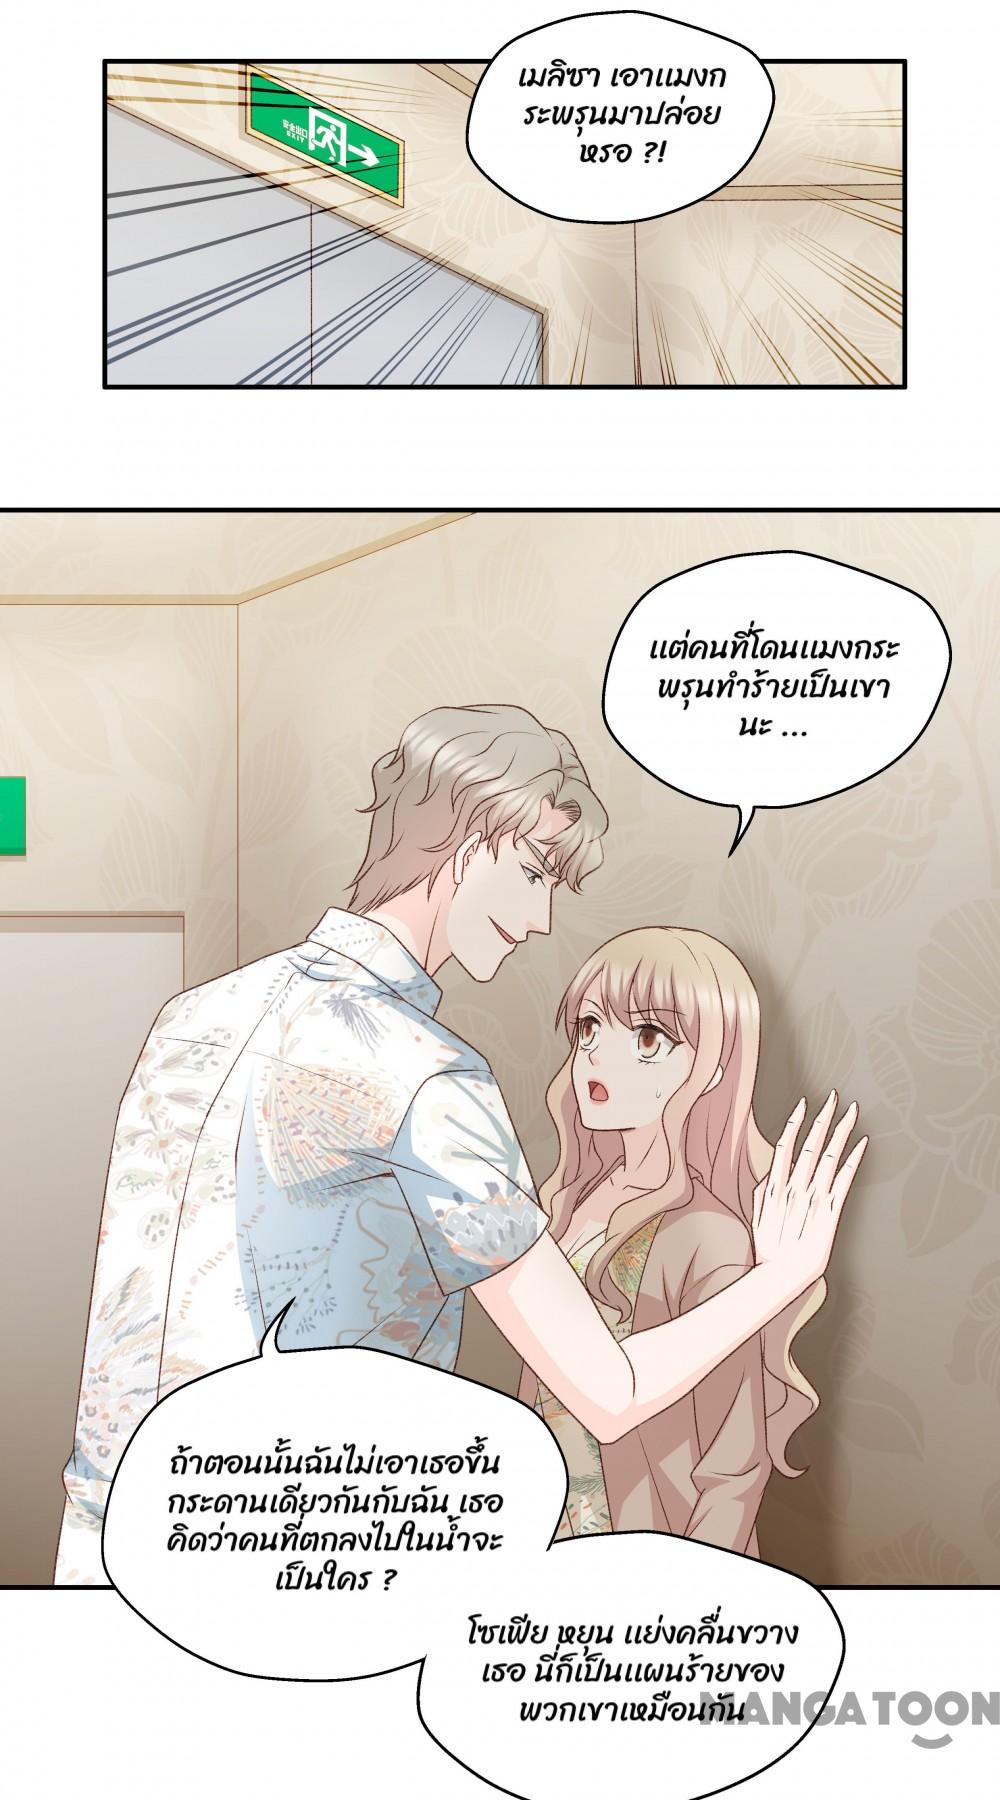 เมลิซา เอาแมงก
ระพรุนมาปล่อย
หรอ ?!
安全出口
EXIT
แต่คนที่โดนแมงกระ
พรุนทำร้ายเป็นเขา
นะ ...
ถ้าตอนนั้นฉันไม่เอาเธอขึ้น
กระดานเดียวกันกับฉัน เธอ
คิดว่าคนที่ตกลงไปในน้ำจะ
เป็นใคร ?
โซเฟีย หยุน แย่งคลื่นขวาง
เธอ นี่ก็เป็นแผนร้ายของ
พวกเขาเหมือนกัน
MANGATOON